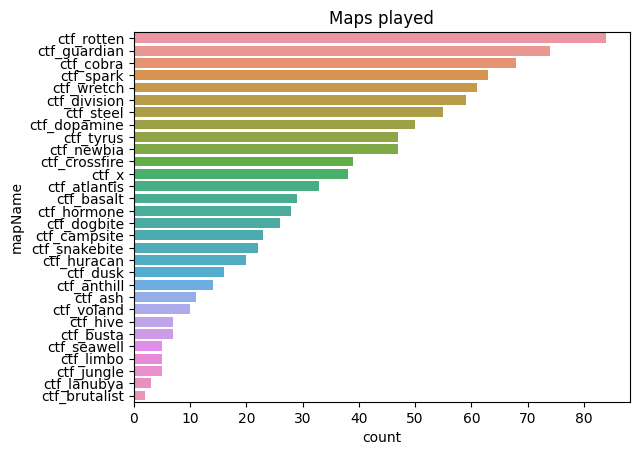 Maps played
mapName
ctf_rotten
ctf_guardian
ctf_cobra
ctf_spark
ctf_wretch
ctf_division
ctf_steel
ctf_dopamine
ctf_tyrus
ctf_newbia
ctf_crossfire
ctf_x
ctf_atlantis
ctf_basalt
ctf_hormone
ctf_dogbite
ctf_campsite
ctf_snakebite
ctf_huracan
ctf_dusk
ctf_anthill
ctf_ash
ctf_voland
ctf_hive
ctf_busta
ctf_seawell
ctf_limbo
ctf_jungle
ctf_lanubya
ctf_brutalist
0 10 20 30 40 50 60 70 80
count